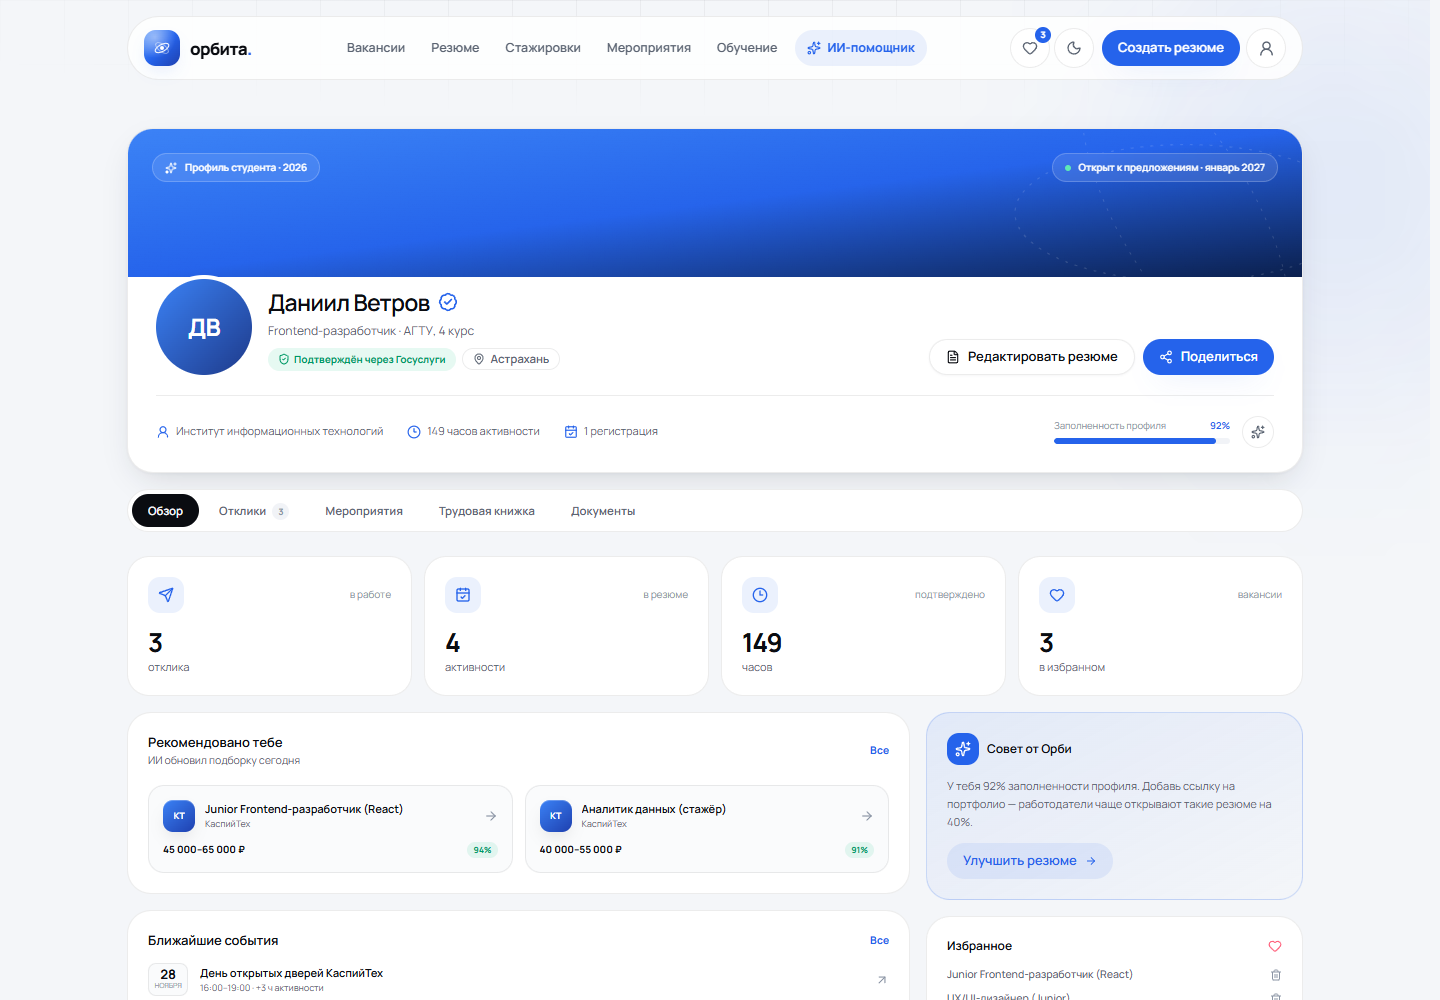 орбита.
Вакансии
Резюме
Стажировки
Мероприятия
Обучение
ИИ-помощник
3
Создать резюме
Профиль студента · 2026
Открыт к предложениям · январь 2027
ДВ
Даниил Ветров
Frontend-разработчик · АГТУ, 4 курс
Подтверждён через Госуслуги
Астрахань
Редактировать резюме
Поделиться
Институт информационных технологий
149 часов активности
1 регистрация
Заполненность профиля
92%
Обзор
Отклики 3
Мероприятия
Трудовая книжка
Документы
в работе
3
отклика
в резюме
4
активности
подтверждено
149
часов
вакансии
3
в избранном
Рекомендовано тебе
ИИ обновил подборку сегодня
Все
КТ
Junior Frontend-разработчик (React)
КаспийТех
45 000–65 000 ₽
94%
КТ
Аналитик данных (стажёр)
КаспийТех
40 000–55 000 ₽
91%
Совет от Орби
У тебя 92% заполненности профиля. Добавь ссылку на
портфолио — работодатели чаще открывают такие резюме на
40%.
Улучшить резюме
Ближайшие события
Все
28
НОЯБРЯ
День открытых дверей КаспийТех
16:00–19:00 · +3 ч активности
Избранное
Junior Frontend-разработчик (React)
UX/UI-дизайнер (Junior)